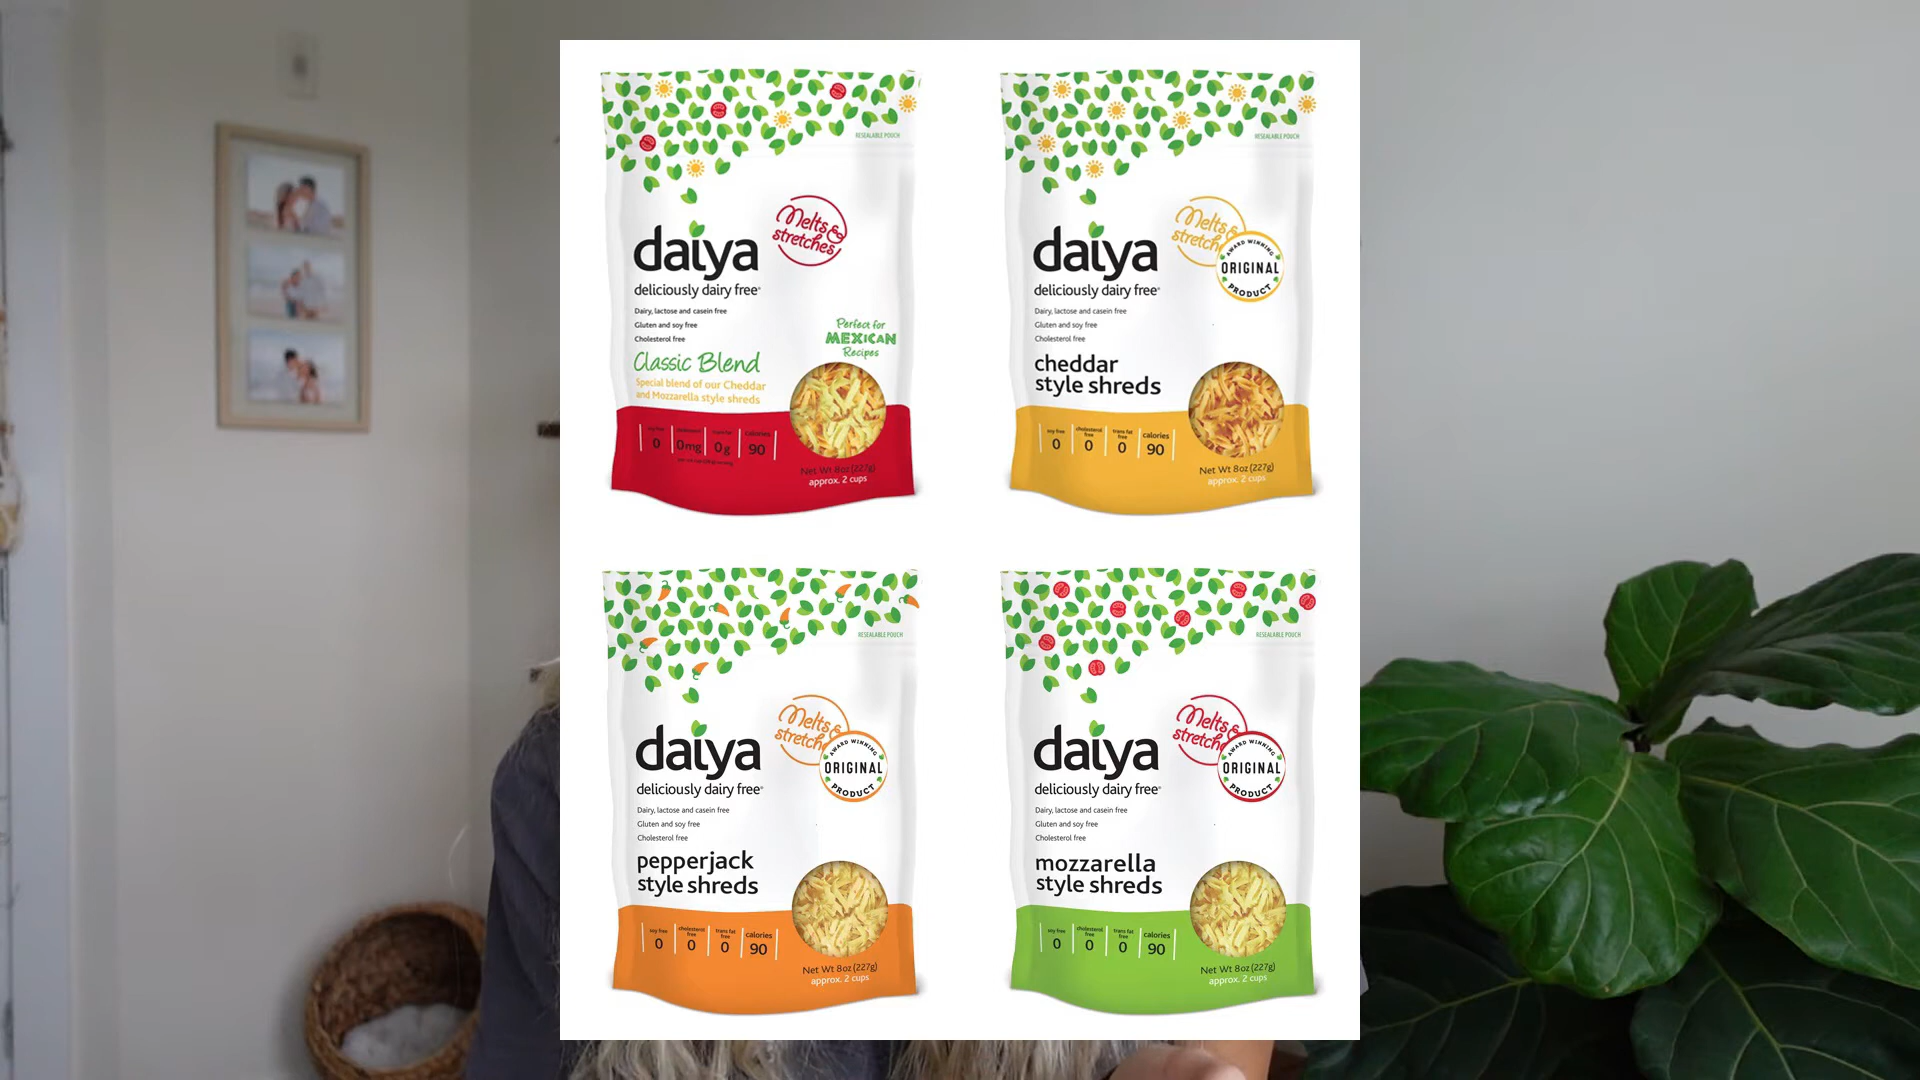 RESEALABLE POUCH
Melts &
stretches
daiya
deliciously dairy free
Dairy, lactose and casein free
Gluten and soy free
Cholesterol free
Perfect for
MEXICAN
Recipes
Classic Blend
Special blend of our Cheddar
and Mozzarella style shreds
soy free
0
cholesterol
0mg
trans fat
0g
calories
90
Net Wt 8oz (227g)
approx. 2 cups
RESEALABLE POUCH
Melts &
stretch
AWARD WINNING
ORIGINAL
PRODUCT
daiya
deliciously dairy free
Dairy, lactose and casein free
Gluten and soy free
Cholesterol free
cheddar
style shreds
soy free
0
cholesterol
free
0
trans fat
free
0
calories
90
Net Wt 8oz (227g)
approx. 2 cups
RESEALABLE POUCH
Melts &
stretch
AWARD WINNING
ORIGINAL
PRODUCT
daiya
deliciously dairy free
Dairy, lactose and casein free
Gluten and soy free
Cholesterol free
pepperjack
style shreds
soy free
0
cholesterol
free
0
trans fat
free
0
calories
90
Net Wt 8oz (227g)
approx. 2 cups
RESEALABLE POUCH
Melts &
stretch
AWARD WINNING
ORIGINAL
PRODUCT
daiya
deliciously dairy free
Dairy, lactose and casein free
Gluten and soy free
Cholesterol free
mozzarella
style shreds
soy free
0
cholesterol
free
0
trans fat
free
0
calories
90
Net Wt 8oz (227g)
approx. 2 cups